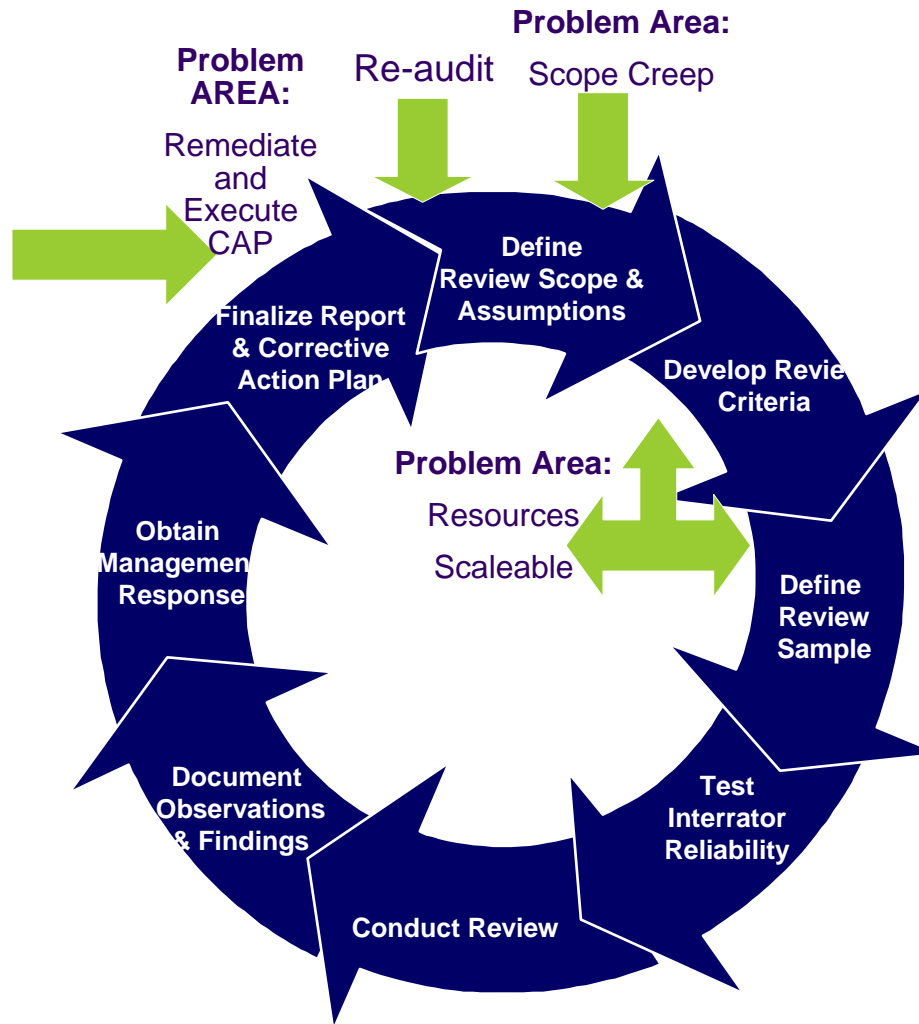 Problem
AREA:
Remediate
and
Execute
CAP
Re-audit
Problem Area:
Scope Creep
Define
Review Scope &
Assumptions
Develop Revie
Criteria
Define
Review
Sample
Test
Interrator
Reliability
Conduct Review
Document
Observations
& Findings
Obtain
Managemen
Response
Finalize Report
& Corrective
Action Plan
Problem Area:
Resources
Scaleable